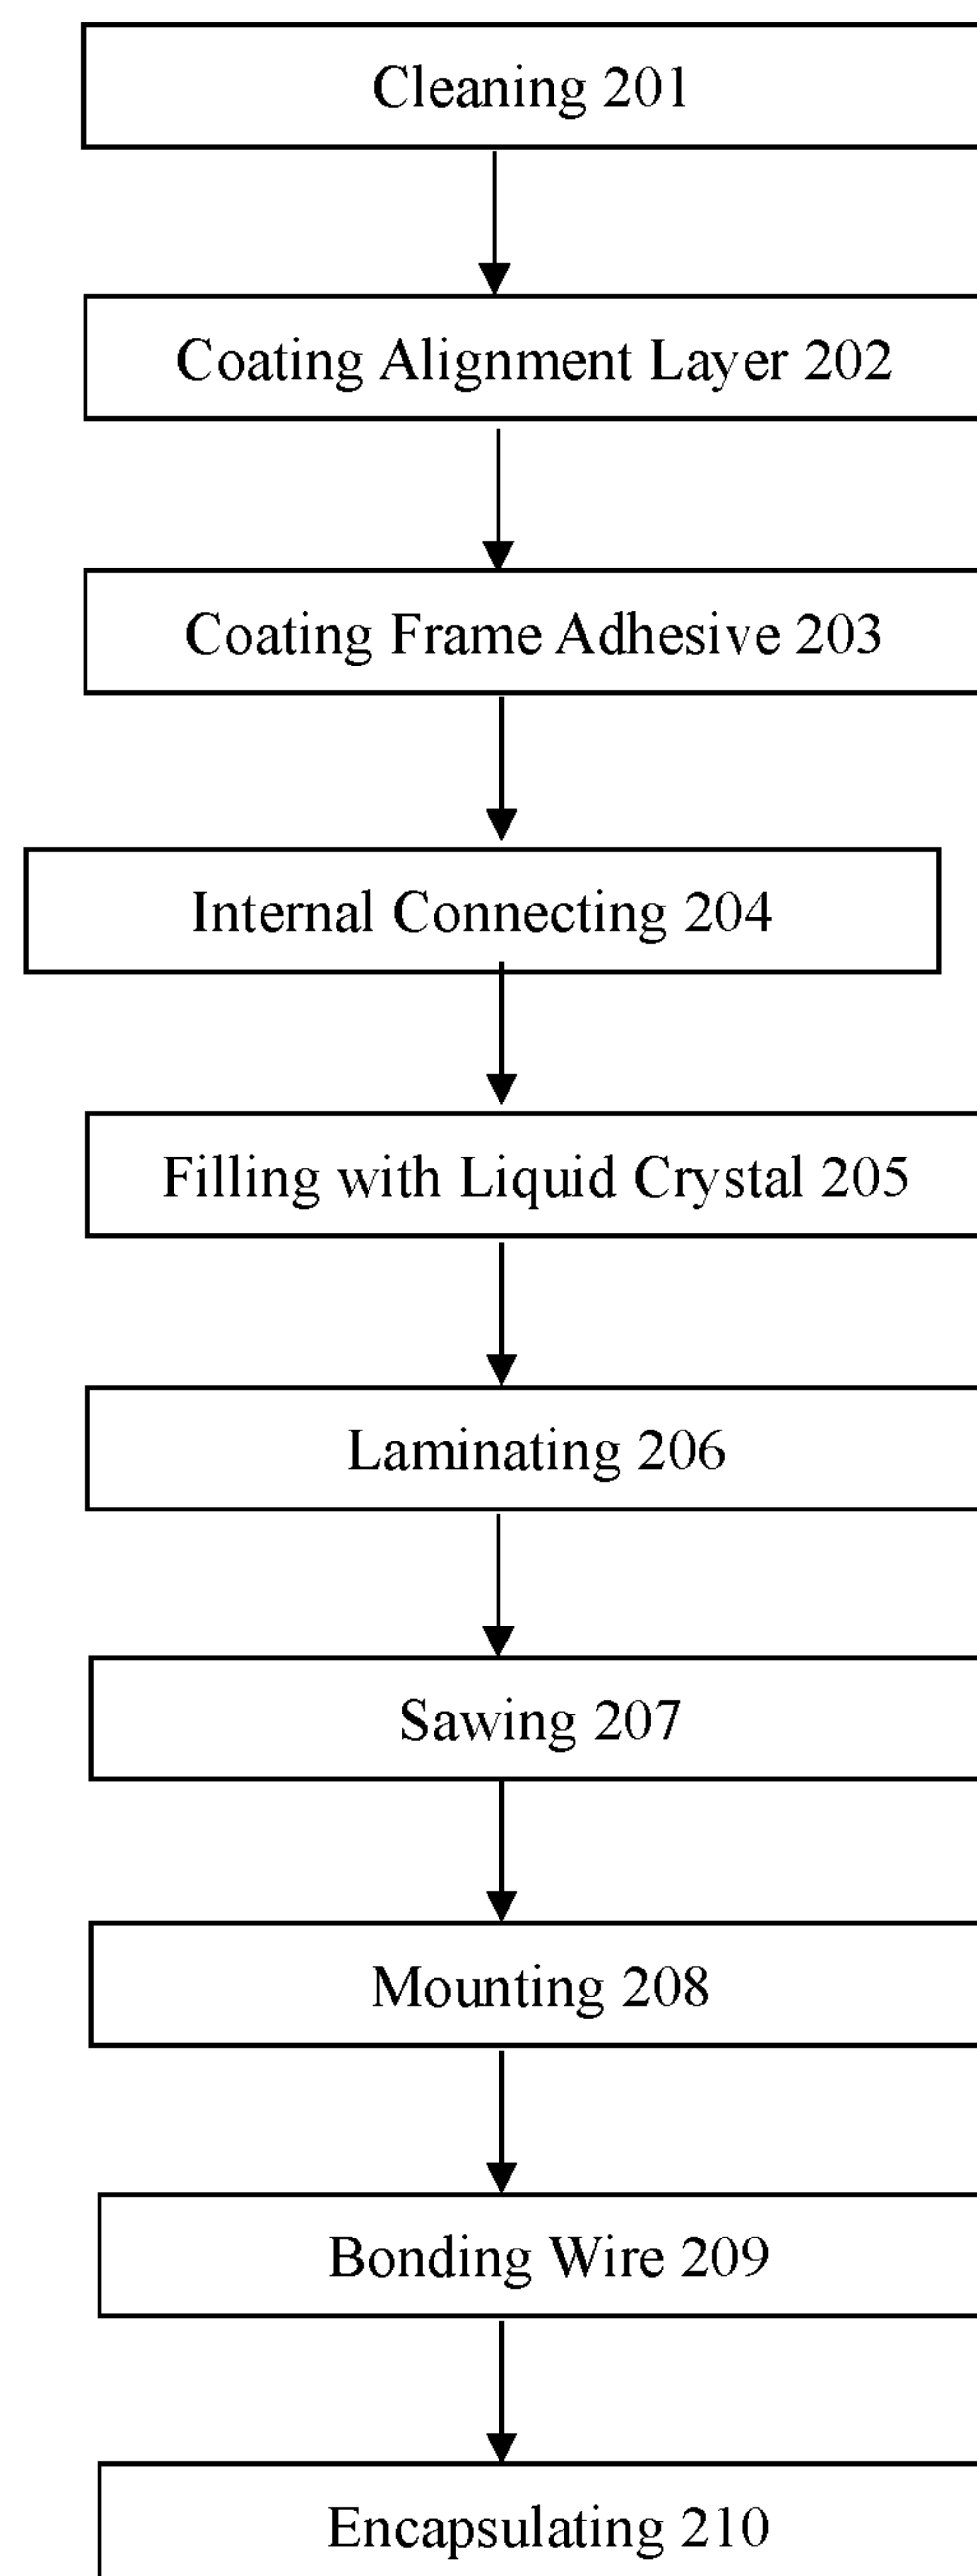 Cleaning 201
Coating Alignment Layer 202
Coating Frame Adhesive 203
Internal Connecting 204
Filling with Liquid Crystal 205
Laminating 206
Sawing 207
Mounting 208
Bonding Wire 209
Encapsulating 210